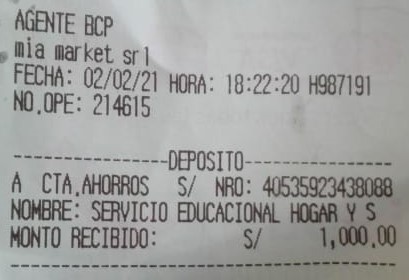 AGENTE BCP
mia market srl
FECHA: 02/02/21 HORA: 18:22:20 H987191
NO.OPE: 214615
----------------DEPOSITO----------------
A CTA.AHORROS S/ NRO: 40535923438088
NOMBRE: SERVICIO EDUCACIONAL HOGAR Y S
MONTO RECIBIDO: S/ 1,000.00
----------------------------------------